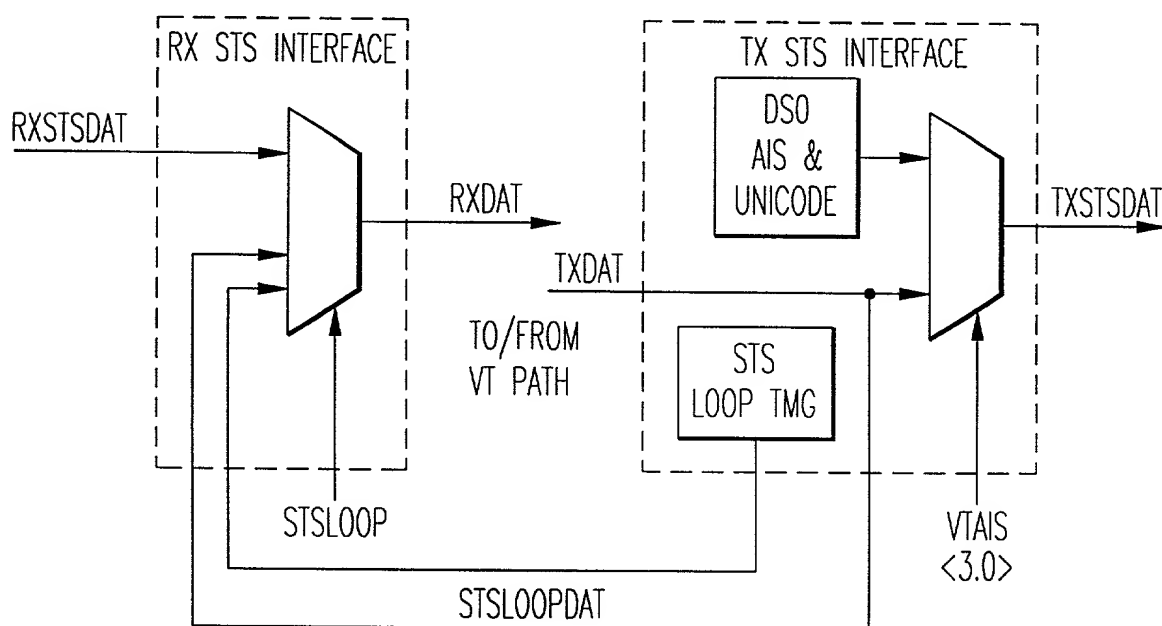 RX STS INTERFACE
TX STS INTERFACE
RXSTSDAT
DSO
AIS &
UNICODE
RXDAT
TXSTSDAT
TXDAT
TO/FROM
VT PATH
STS
LOOP TMG
STSLOOP
VTAIS
<3.0>
STSLOOPDAT